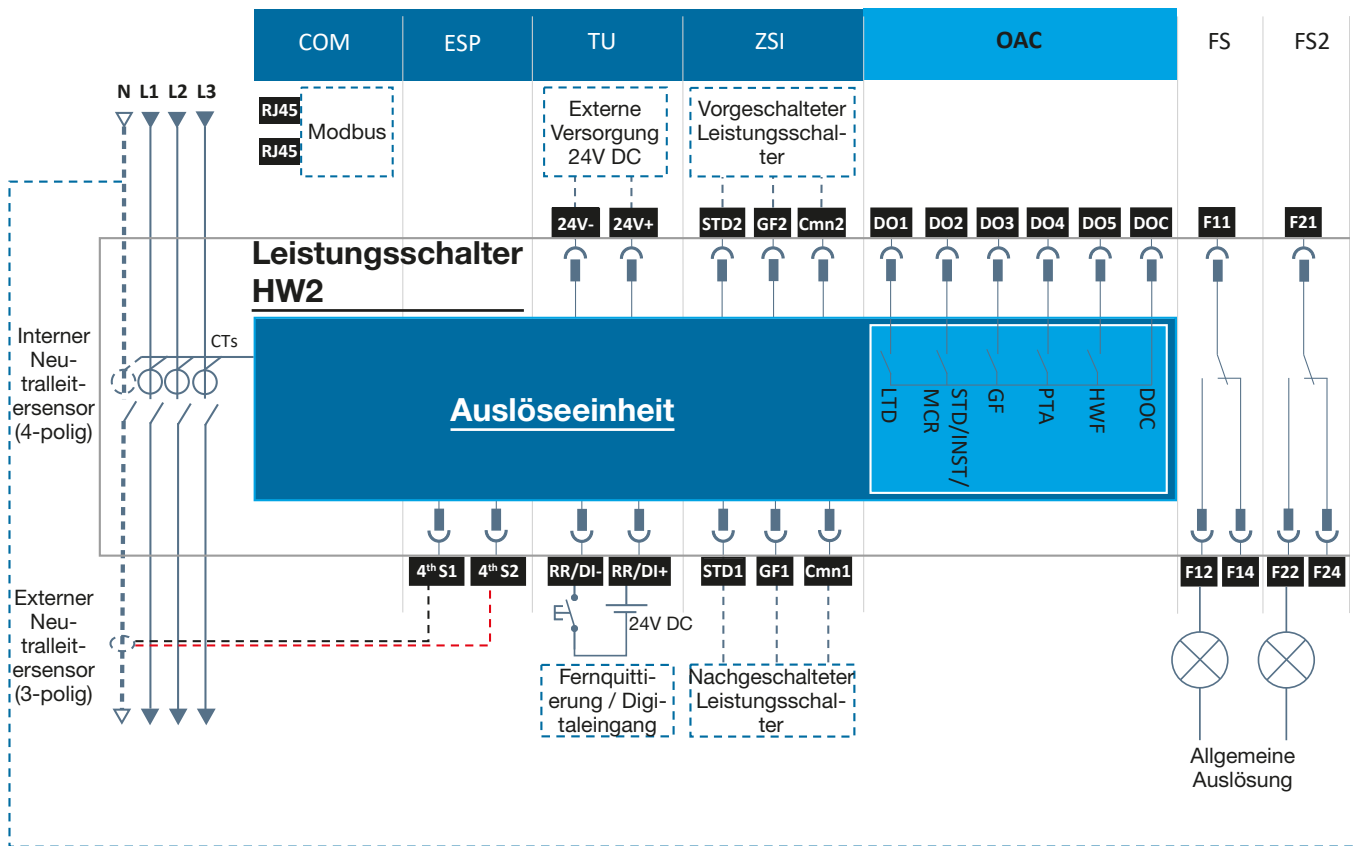 COM ESP TU ZSI OAC FS FS2
N L1 L2 L3
RJ45
RJ45
Modbus
Externe
Versorgung
24V DC
Vorgeschalteter
Leistungsschal-
ter
24V- 24V+ STD2 GF2 Cmn2 DO1 DO2 DO3 DO4 DO5 DOC F11 F21
Leistungsschalter
HW2
Interner
Neu-
tralleit-
ersensor
(4-polig)
CTs
Auslöseeinheit
LTD
MCR
STD/INST/
GF
PTA
HWF
DOC
4th S1 4th S2 RR/DI- RR/DI+ STD1 GF1 Cmn1 F12 F14 F22 F24
Externer
Neu-
tralleit-
ersensor
(3-polig)
24V DC
Fernquitti-
erung / Digi-
taleingang
Nachgeschalteter
Leistungsschal-
ter
Allgemeine
Auslösung